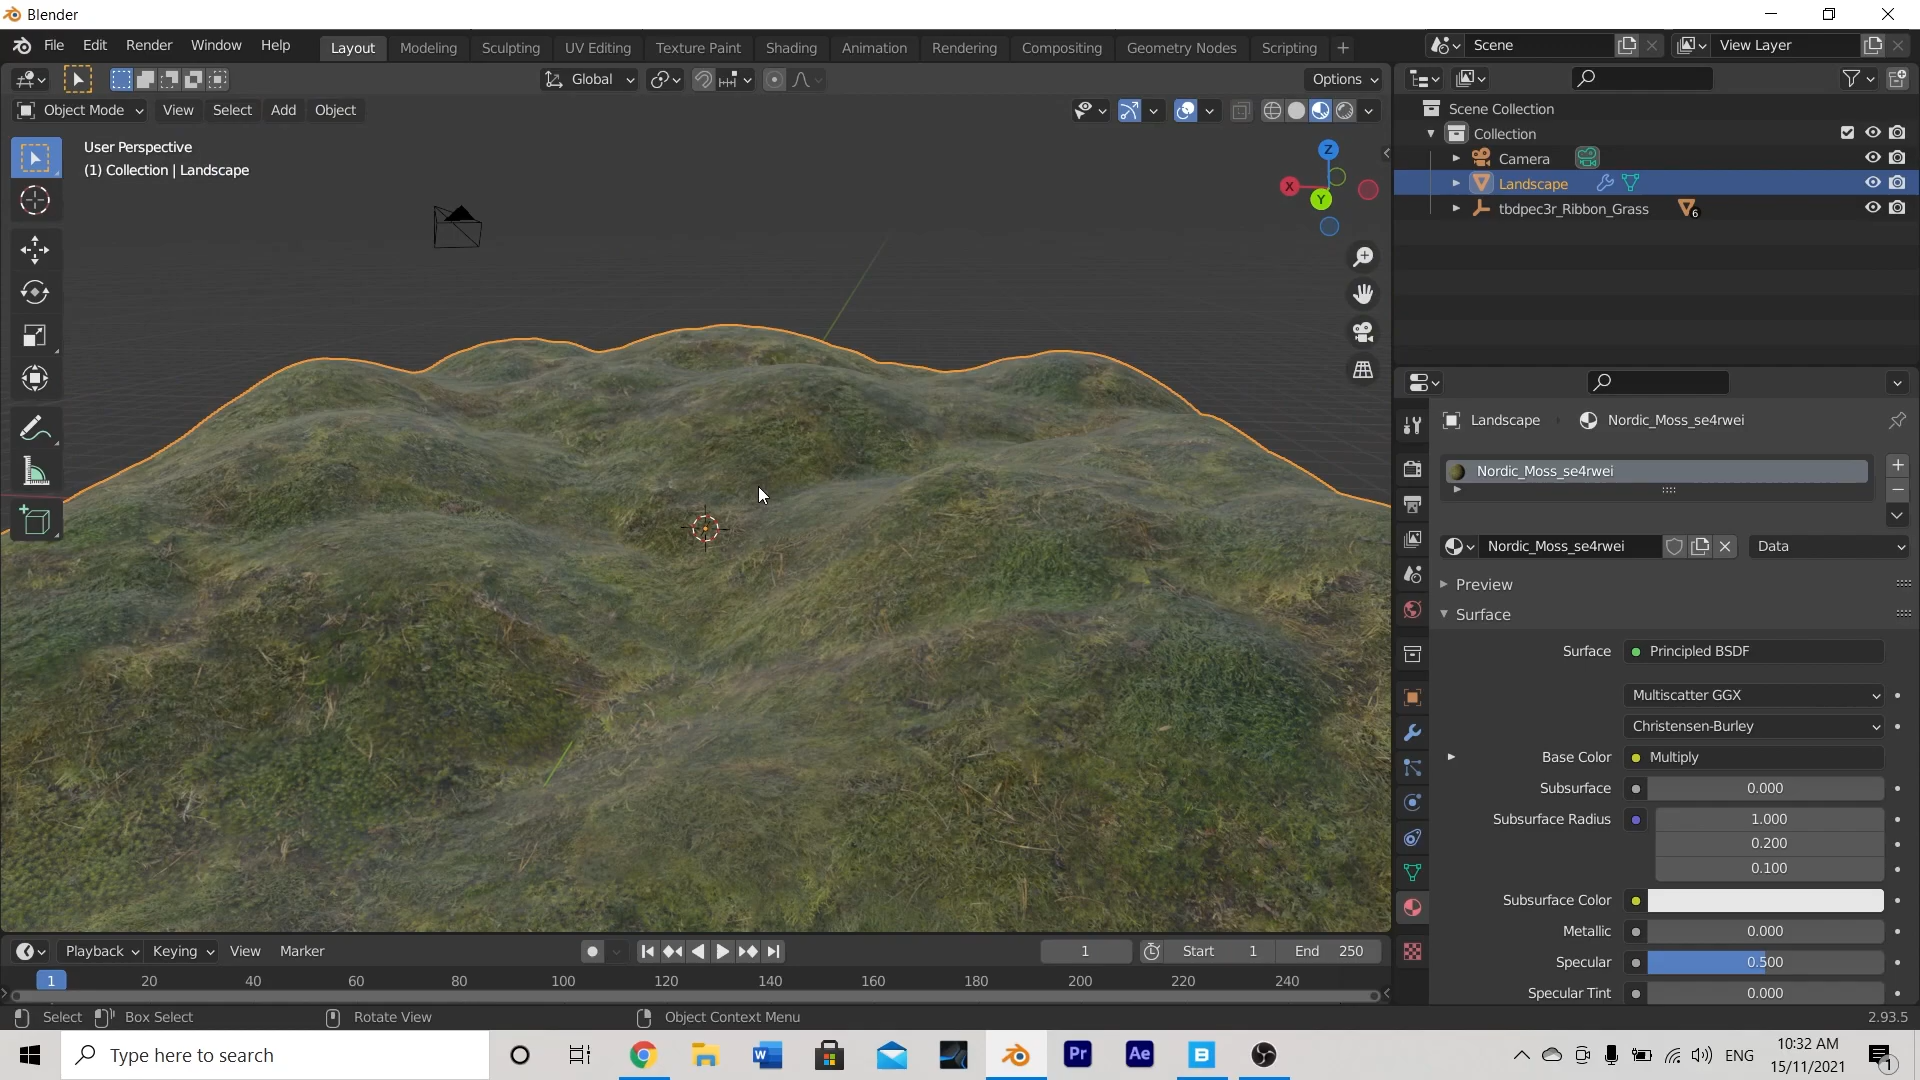 Blender
File Edit Render Window Help
Layout Modeling Sculpting UV Editing Texture Paint Shading Animation Rendering Compositing Geometry Nodes Scripting +
Scene
View Layer
Global
Options
Object Mode View Select Add Object
User Perspective
(1) Collection | Landscape
Z
X
Y
Scene Collection
Collection
Camera
Landscape
tbdpec3r_Ribbon_Grass
6
Landscape
Nordic_Moss_se4rwei
Nordic_Moss_se4rwei
Nordic_Moss_se4rwei
Data
Preview
Surface
Surface Principled BSDF
Multiscatter GGX
Christensen-Burley
Base Color Multiply
Subsurface 0.000
Subsurface Radius 1.000
0.200
0.100
Subsurface Color
Metallic 0.000
Specular 0.500
Specular Tint 0.000
Playback Keying View Marker
1
Start 1
End 250
1 20 40 60 80 100 120 140 160 180 200 220 240
Select Box Select Rotate View Object Context Menu
2.93.5
Type here to search
W
Pr
Ae
B
ENG
10:32 AM
15/11/2021
1